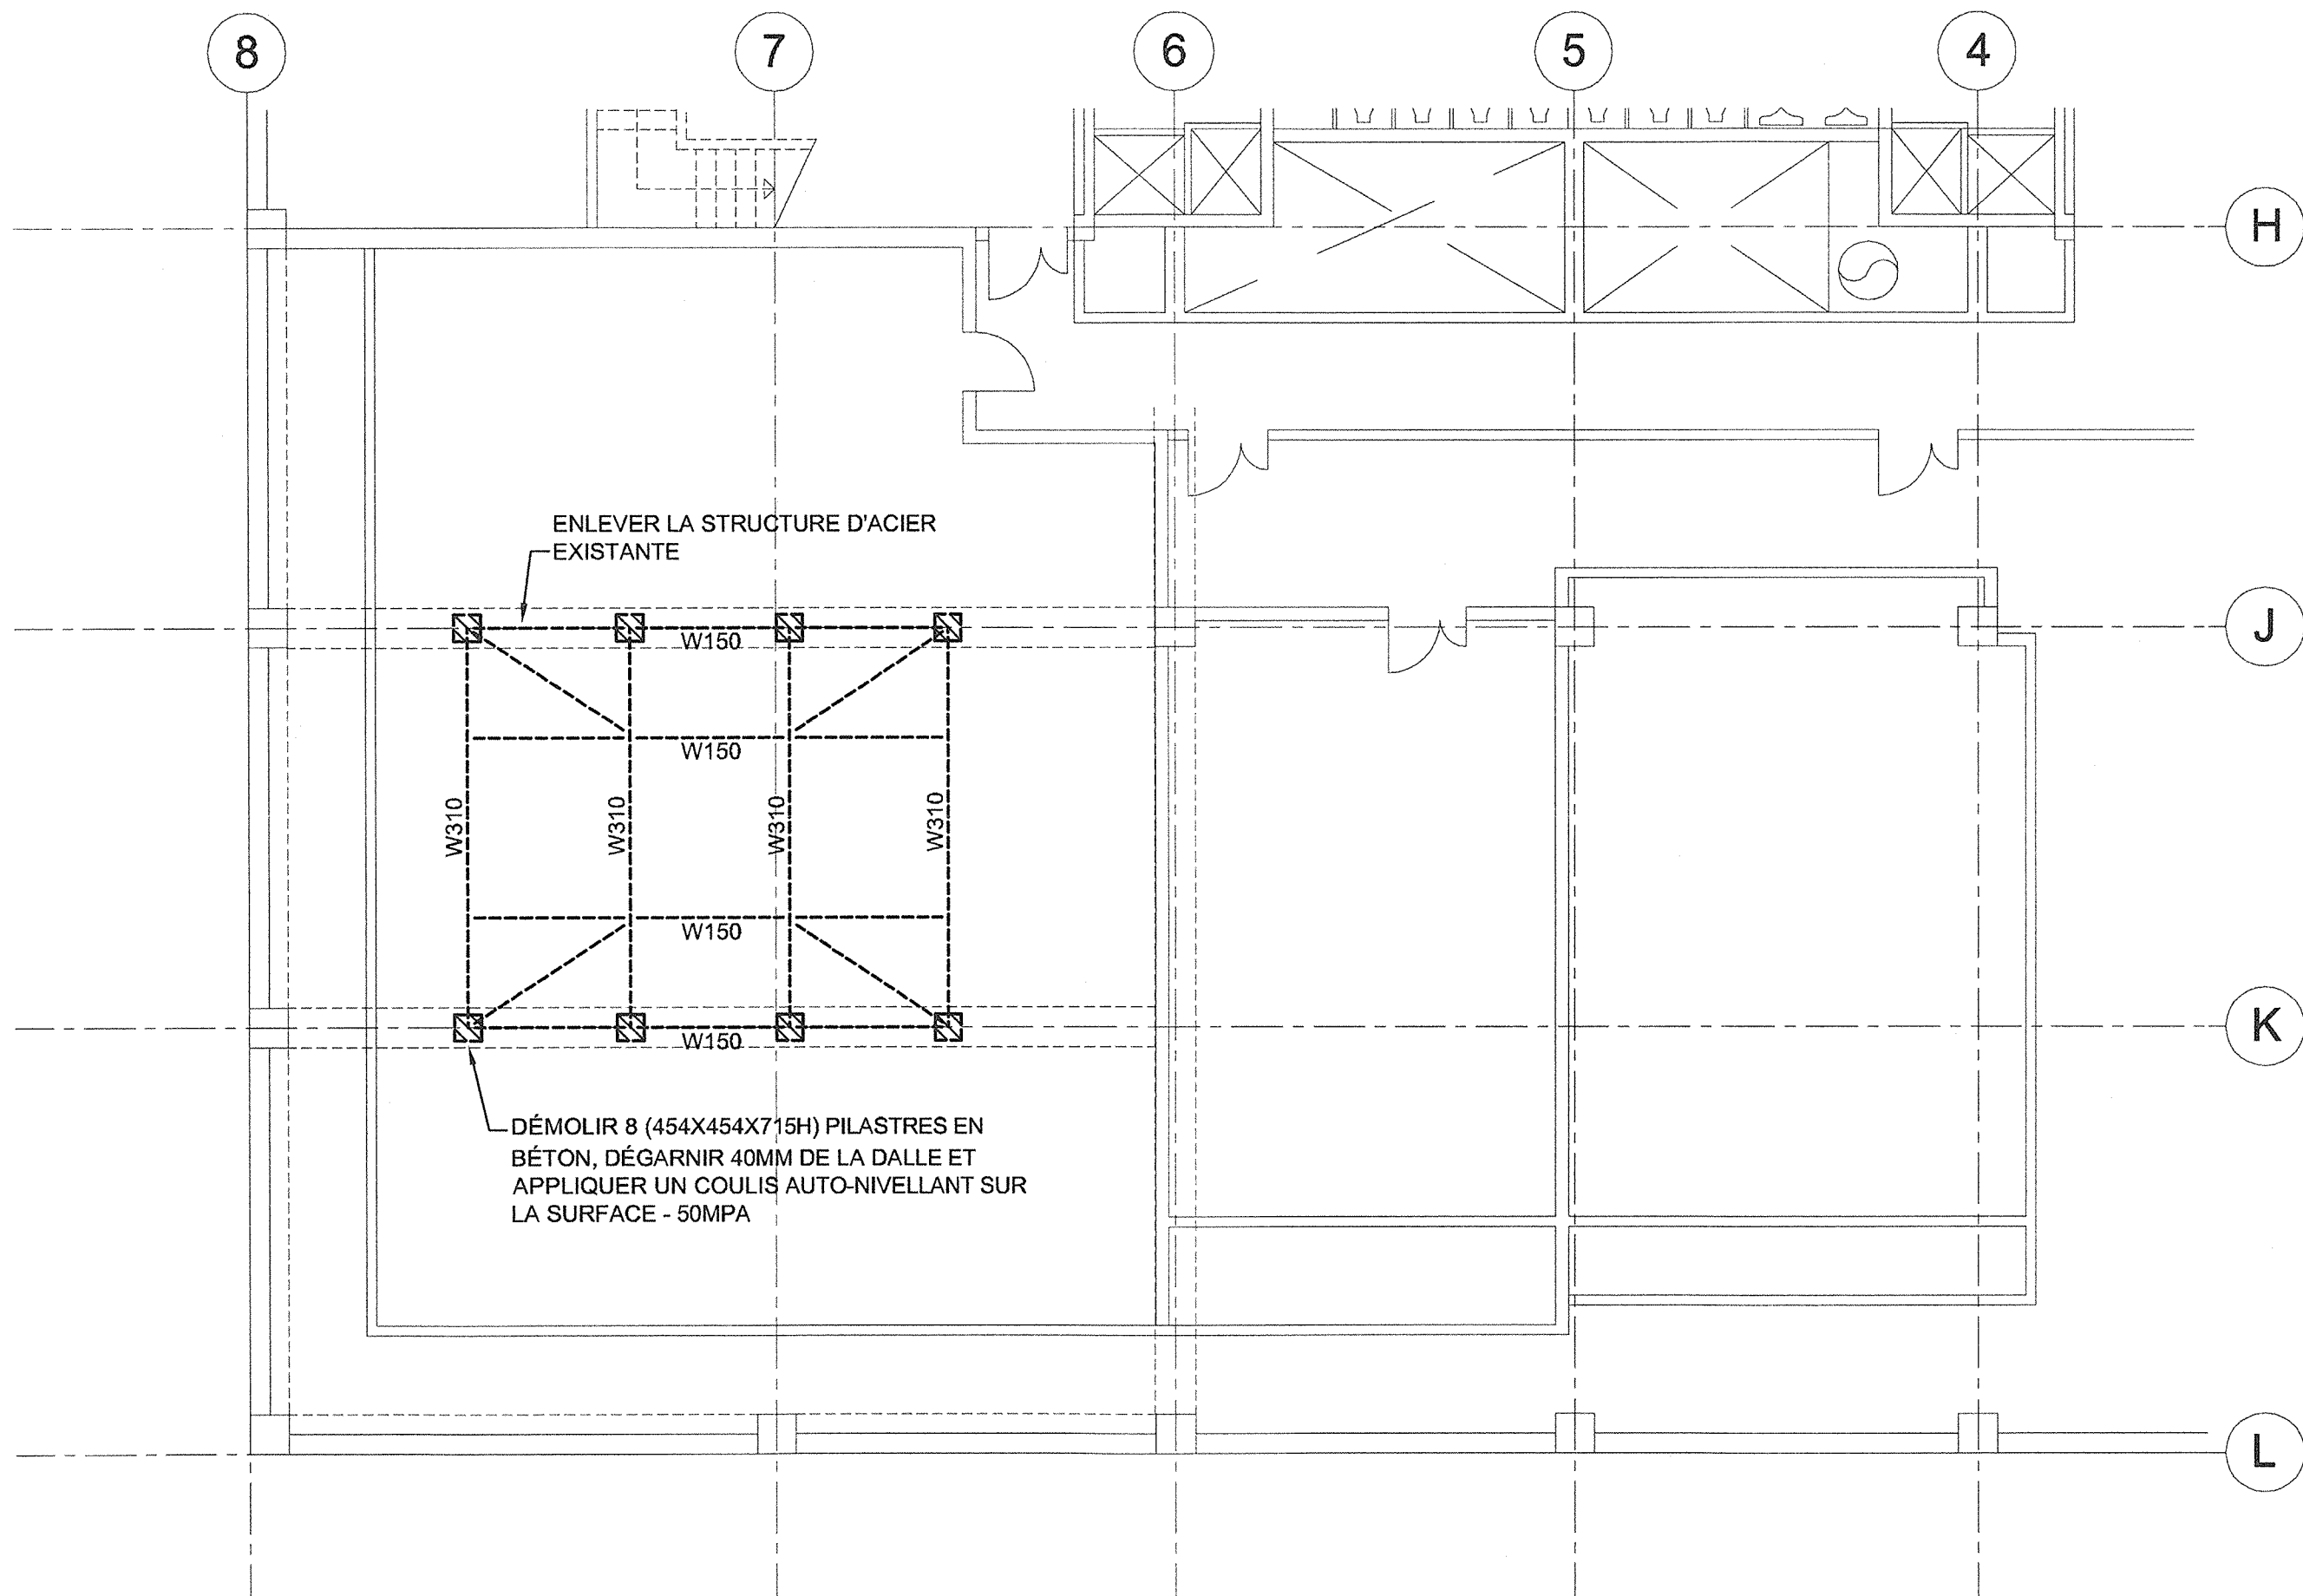 8
7
6
5
4
H
ENLEVER LA STRUCTURE D'ACIER
EXISTANTE
J
W150
W150
W310
W310
W310
W310
W150
K
W150
DÉMOLIR 8 (454X454X715H) PILASTRES EN
BÉTON, DÉGARNIR 40MM DE LA DALLE ET
APPLIQUER UN COULIS AUTO-NIVELLANT SUR
LA SURFACE - 50MPA
L